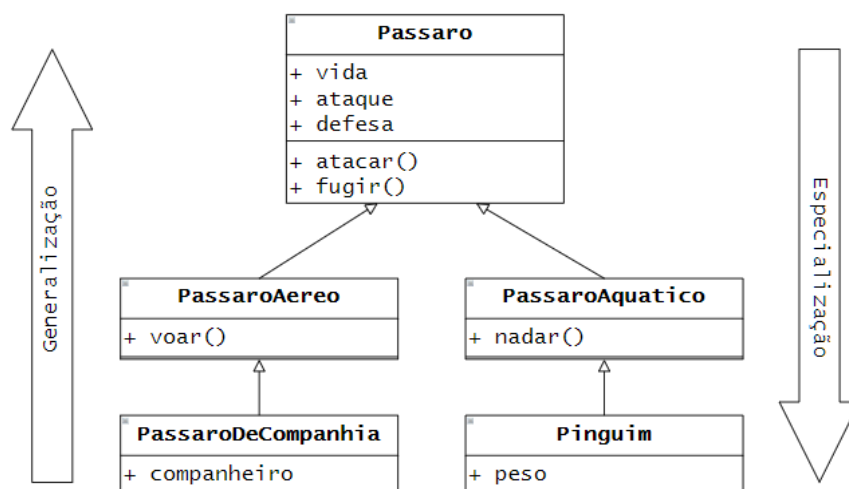 Passaro
+ vida
+ ataque
+ defesa
+ atacar()
+ fugir()
Generalização
Especialização
PassaroAereo
+ voar()
PassaroAquatico
+ nadar()
PassaroDeCompanhia
+ companheiro
Pinguim
+ peso